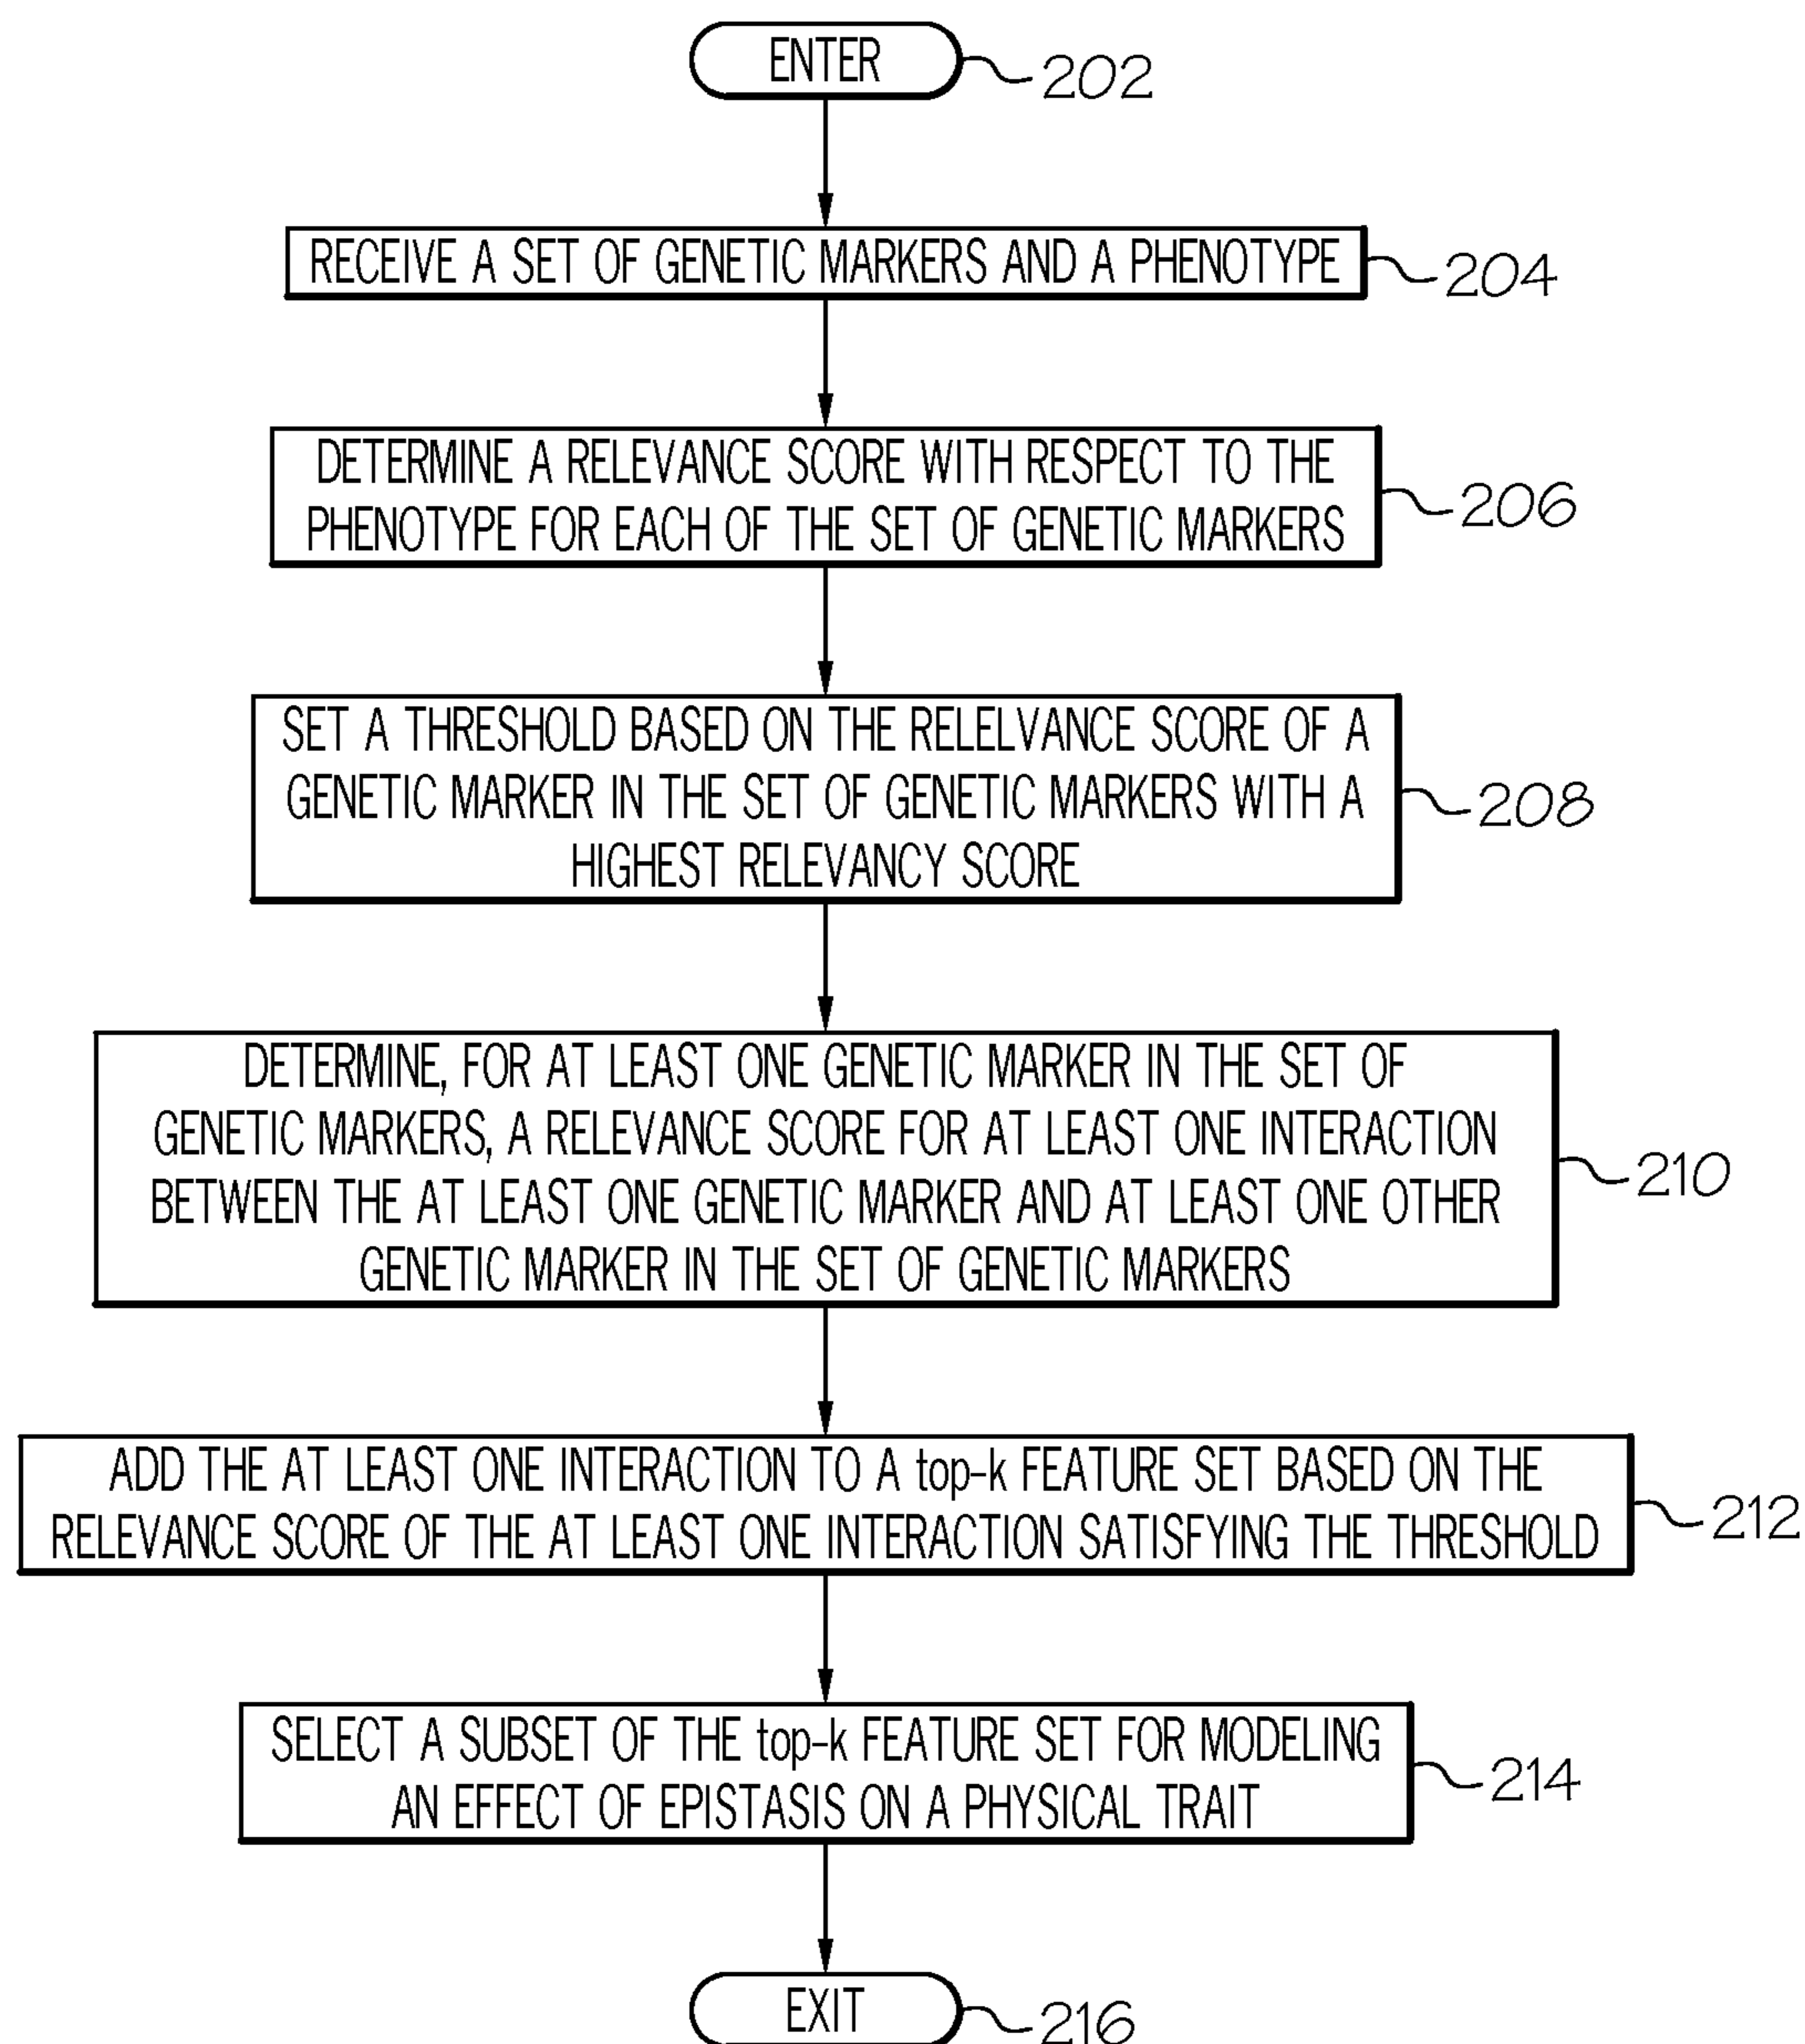 ENTER
202
RECEIVE A SET OF GENETIC MARKERS AND A PHENOTYPE
204
DETERMINE A RELEVANCE SCORE WITH RESPECT TO THE
PHENOTYPE FOR EACH OF THE SET OF GENETIC MARKERS
206
SET A THRESHOLD BASED ON THE RELELVANCE SCORE OF A
GENETIC MARKER IN THE SET OF GENETIC MARKERS WITH A
HIGHEST RELEVANCY SCORE
208
DETERMINE, FOR AT LEAST ONE GENETIC MARKER IN THE SET OF
GENETIC MARKERS, A RELEVANCE SCORE FOR AT LEAST ONE INTERACTION
BETWEEN THE AT LEAST ONE GENETIC MARKER AND AT LEAST ONE OTHER
GENETIC MARKER IN THE SET OF GENETIC MARKERS
210
ADD THE AT LEAST ONE INTERACTION TO A top-k FEATURE SET BASED ON THE
RELEVANCE SCORE OF THE AT LEAST ONE INTERACTION SATISFYING THE THRESHOLD
212
SELECT A SUBSET OF THE top-k FEATURE SET FOR MODELING
AN EFFECT OF EPISTASIS ON A PHYSICAL TRAIT
214
EXIT
216